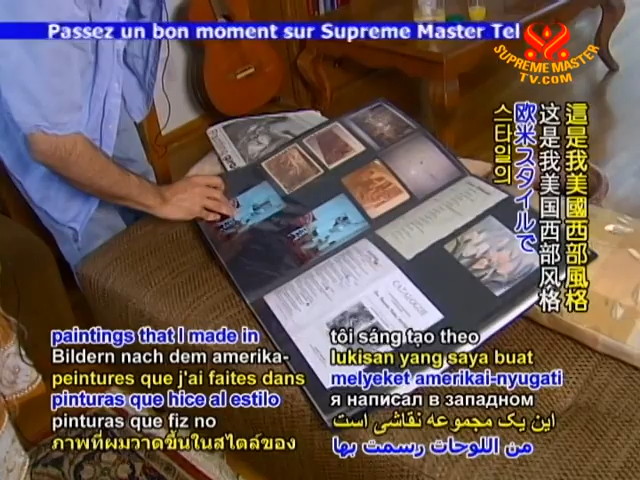 Passez un bon moment sur Supreme Master Tel
SUPREME MASTER
TV.COM
這是我美國西部風格
这是我美国西部风格
欧米スタイルで
스타일의
CATALOGUE
paintings that I made in
Bildern nach dem amerika-
peintures que j'ai faites dans
pinturas que hice al estilo
pinturas que fiz no
ภาพที่ผมวาดขึ้นในสไตล์ของ
tôi sáng tạo theo
lukisan yang saya buat
melyeket amerikai-nyugati
я написал в западном
این یک مجموعه نقاشی است
من اللوحات رسمت بها